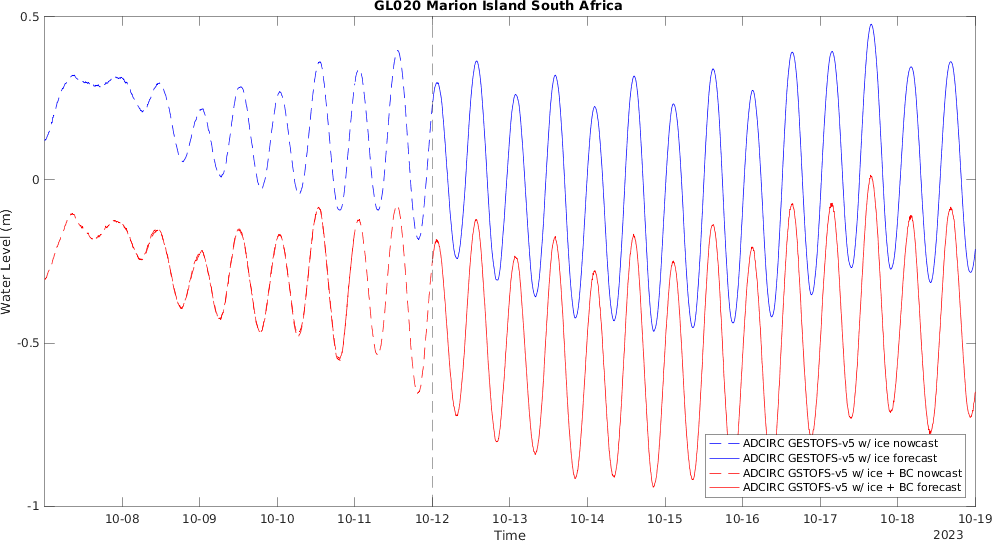 GL020 Marion Island South Africa
0.5
0
-0.5
-1
Water Level (m)
ADCIRC GESTOFS-v5 w/ ice nowcast
ADCIRC GESTOFS-v5 w/ ice forecast
ADCIRC GSTOFS-v5 w/ ice + BC nowcast
ADCIRC GSTOFS-v5 w/ ice + BC forecast
10-08 10-09 10-10 10-11 10-12 10-13 10-14 10-15 10-16 10-17 10-18 10-19
Time
2023